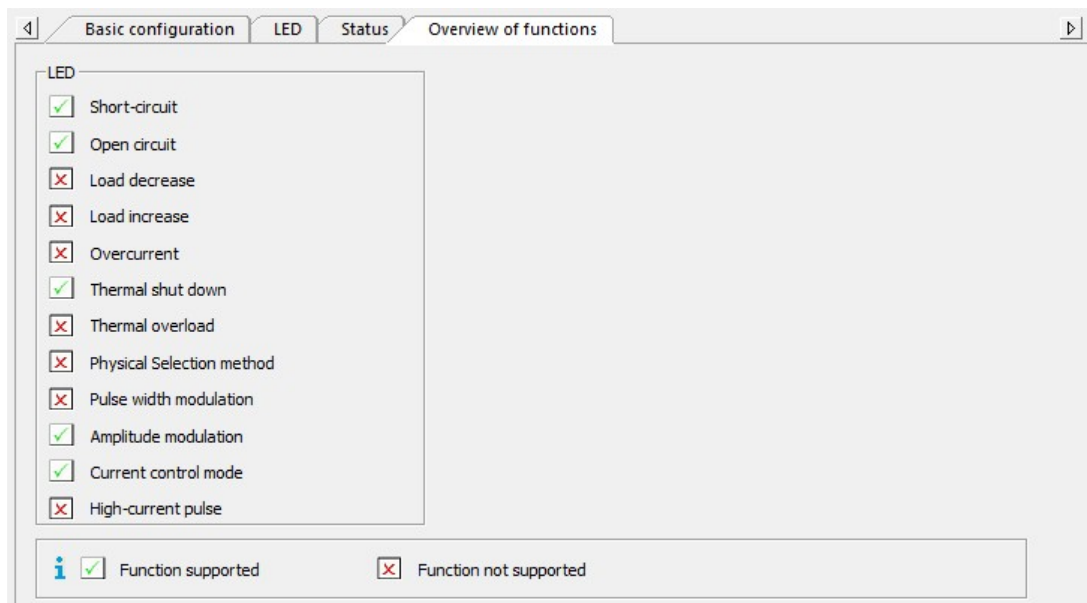 Basic configuration LED Status Overview of functions
LED
Short-circuit
Open circuit
Load decrease
Load increase
Overcurrent
Thermal shut down
Thermal overload
Physical Selection method
Pulse width modulation
Amplitude modulation
Current control mode
High-current pulse
Function supported Function not supported